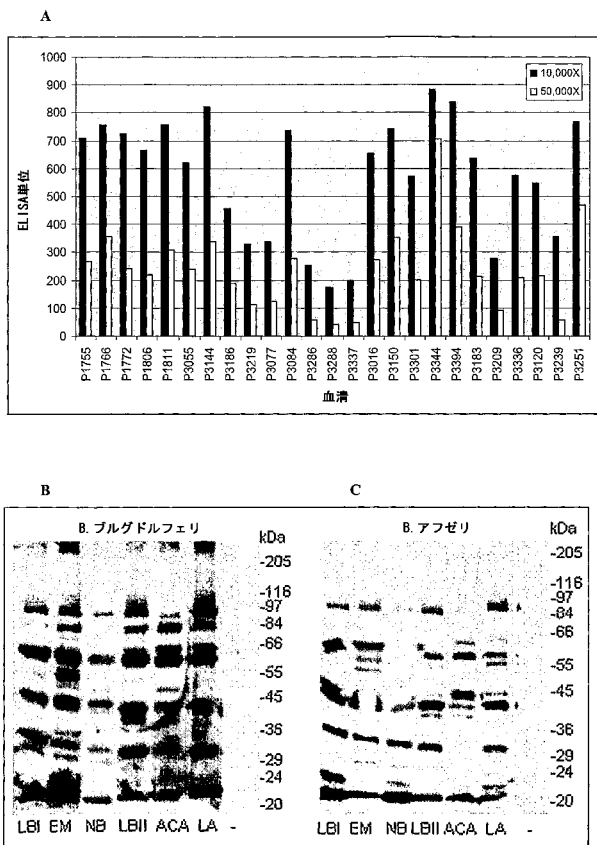 A
1000
900
800
700
600
500
400
300
200
100
0
ELISA単位
10,000X
50,000X
P1755
P1766
P1772
P1806
P1811
P3055
P3144
P3186
P3219
P3077
P3084
P3286
P3288
P3337
P3016
P3150
P3301
P3344
P3394
P3183
P3209
P3336
P3120
P3239
P3251
血清
B
B. ブルグドルフェリ
kDa
-205
-116
-97
-84
-66
-55
-45
-36
-29
-24
-20
LBI EM NB LBII ACA LA -
C
B. アフゼリ
kDa
-205
-116
-97
-84
-66
-55
-45
-36
-29
-24
-20
LBI EM NB LBII ACA LA -